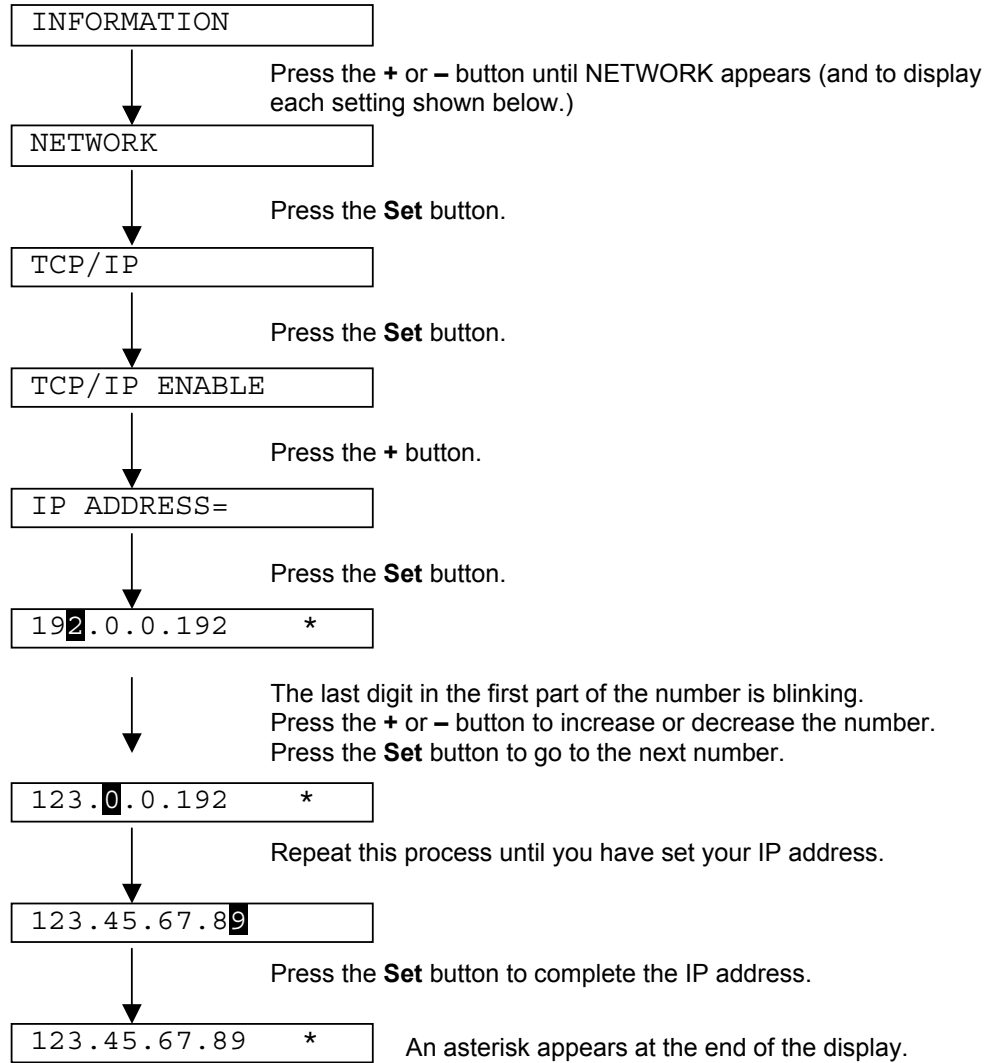 INFORMATION
Press the + or – button until NETWORK appears (and to display
each setting shown below.)
NETWORK
Press the Set button.
TCP/IP
Press the Set button.
TCP/IP ENABLE
Press the + button.
IP ADDRESS=
Press the Set button.
192.0.0.192 *
The last digit in the first part of the number is blinking.
Press the + or – button to increase or decrease the number.
Press the Set button to go to the next number.
123.0.0.192 *
Repeat this process until you have set your IP address.
123.45.67.89
Press the Set button to complete the IP address.
123.45.67.89 * An asterisk appears at the end of the display.